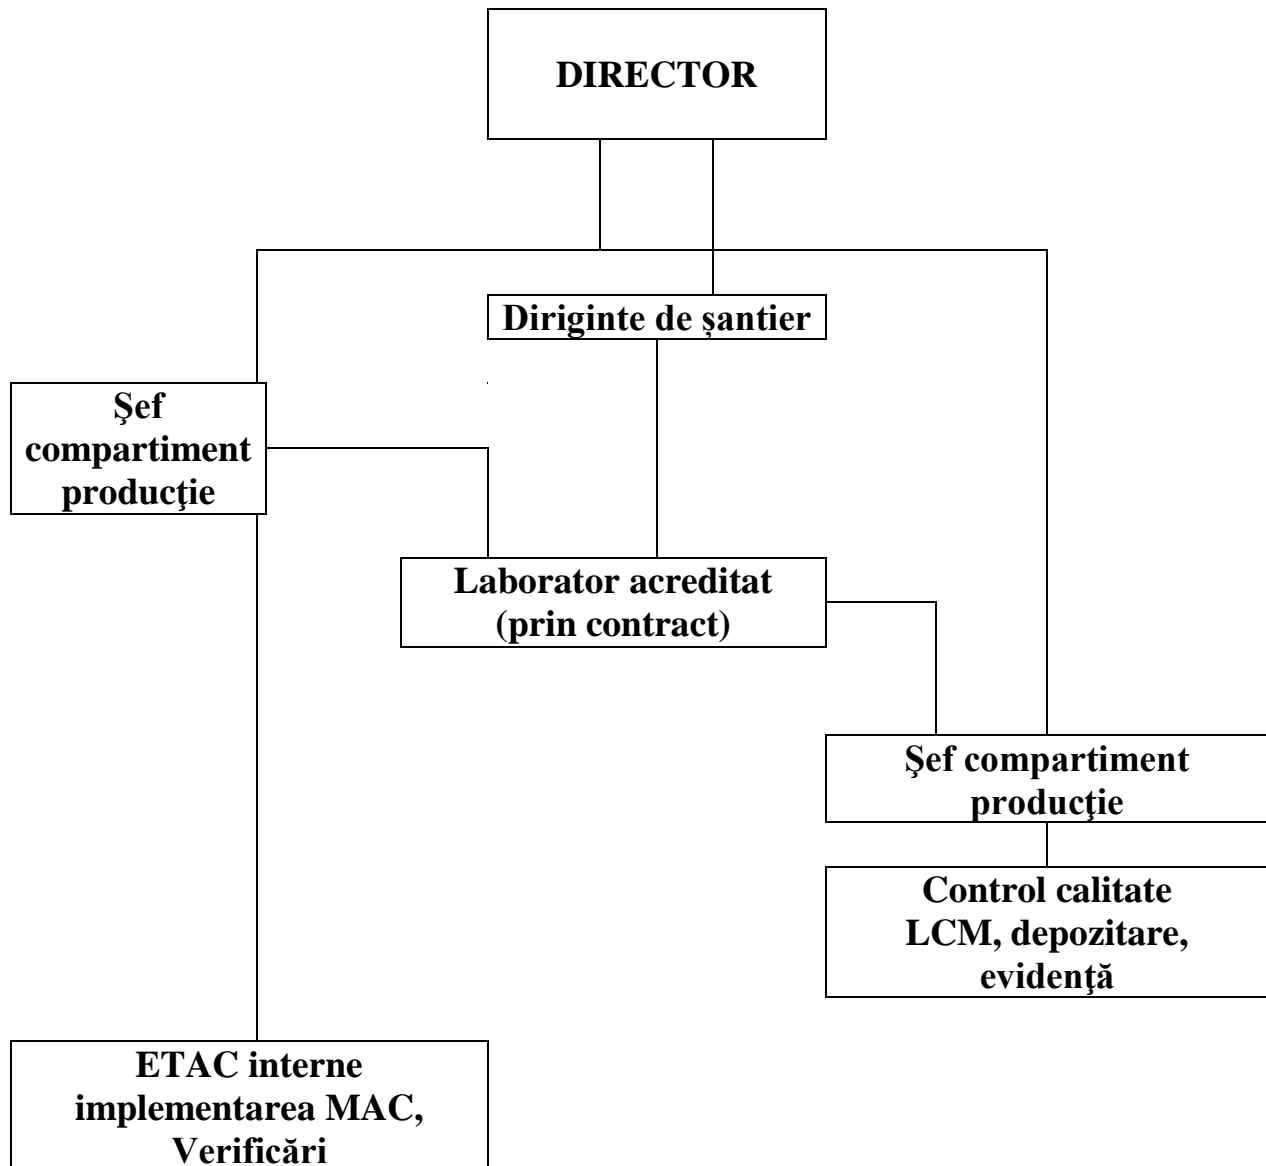 DIRECTOR
Diriginte de șantier
Şef
compartiment
producţie
Laborator acreditat
(prin contract)
Şef compartiment
producţie
Control calitate
LCM, depozitare,
evidenţă
ETAC interne
implementarea MAC,
Verificări